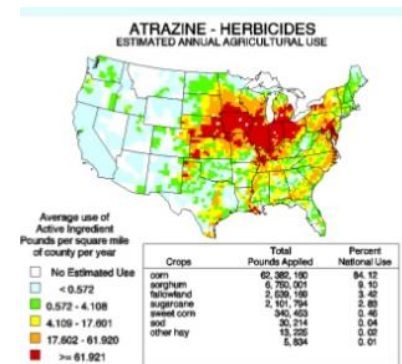 ATRAZINE - HERBICIDES
ESTIMATED ANNUAL AGRICULTURAL USE
Average use of
Active Ingredient
Pounds per square mile
of county per year
No Estimated Use
< 0.572
0.572 - 4.108
4.109 - 17.601
17.602 - 61.920
>= 61.921
Crops Total Pounds Applied Percent National Use
corn 62,382,160 84.12
sorghum 6,750,001 9.10
fallowland 2,539,169 3.42
sugarcane 2,101,794 2.83
sweet corn 340,453 0.46
sod 30,214 0.04
other hay 13,225 0.02
5,834 0.01